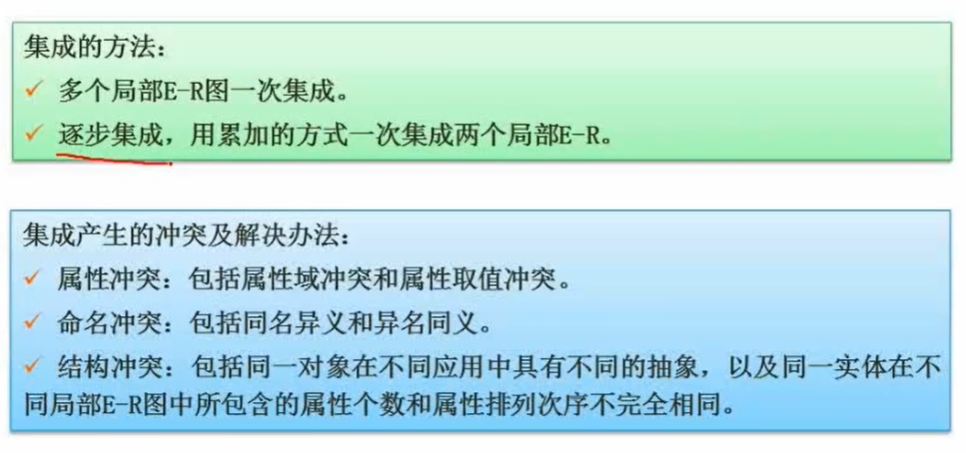 集成的方法：
✓ 多个局部E-R图一次集成。
✓ 逐步集成，用累加的方式一次集成两个局部E-R。
集成产生的冲突及解决办法：
✓ 属性冲突：包括属性域冲突和属性取值冲突。
✓ 命名冲突：包括同名异义和异名同义。
✓ 结构冲突：包括同一对象在不同应用中具有不同的抽象，以及同一实体在不
同局部E-R图中所包含的属性个数和属性排列次序不完全相同。